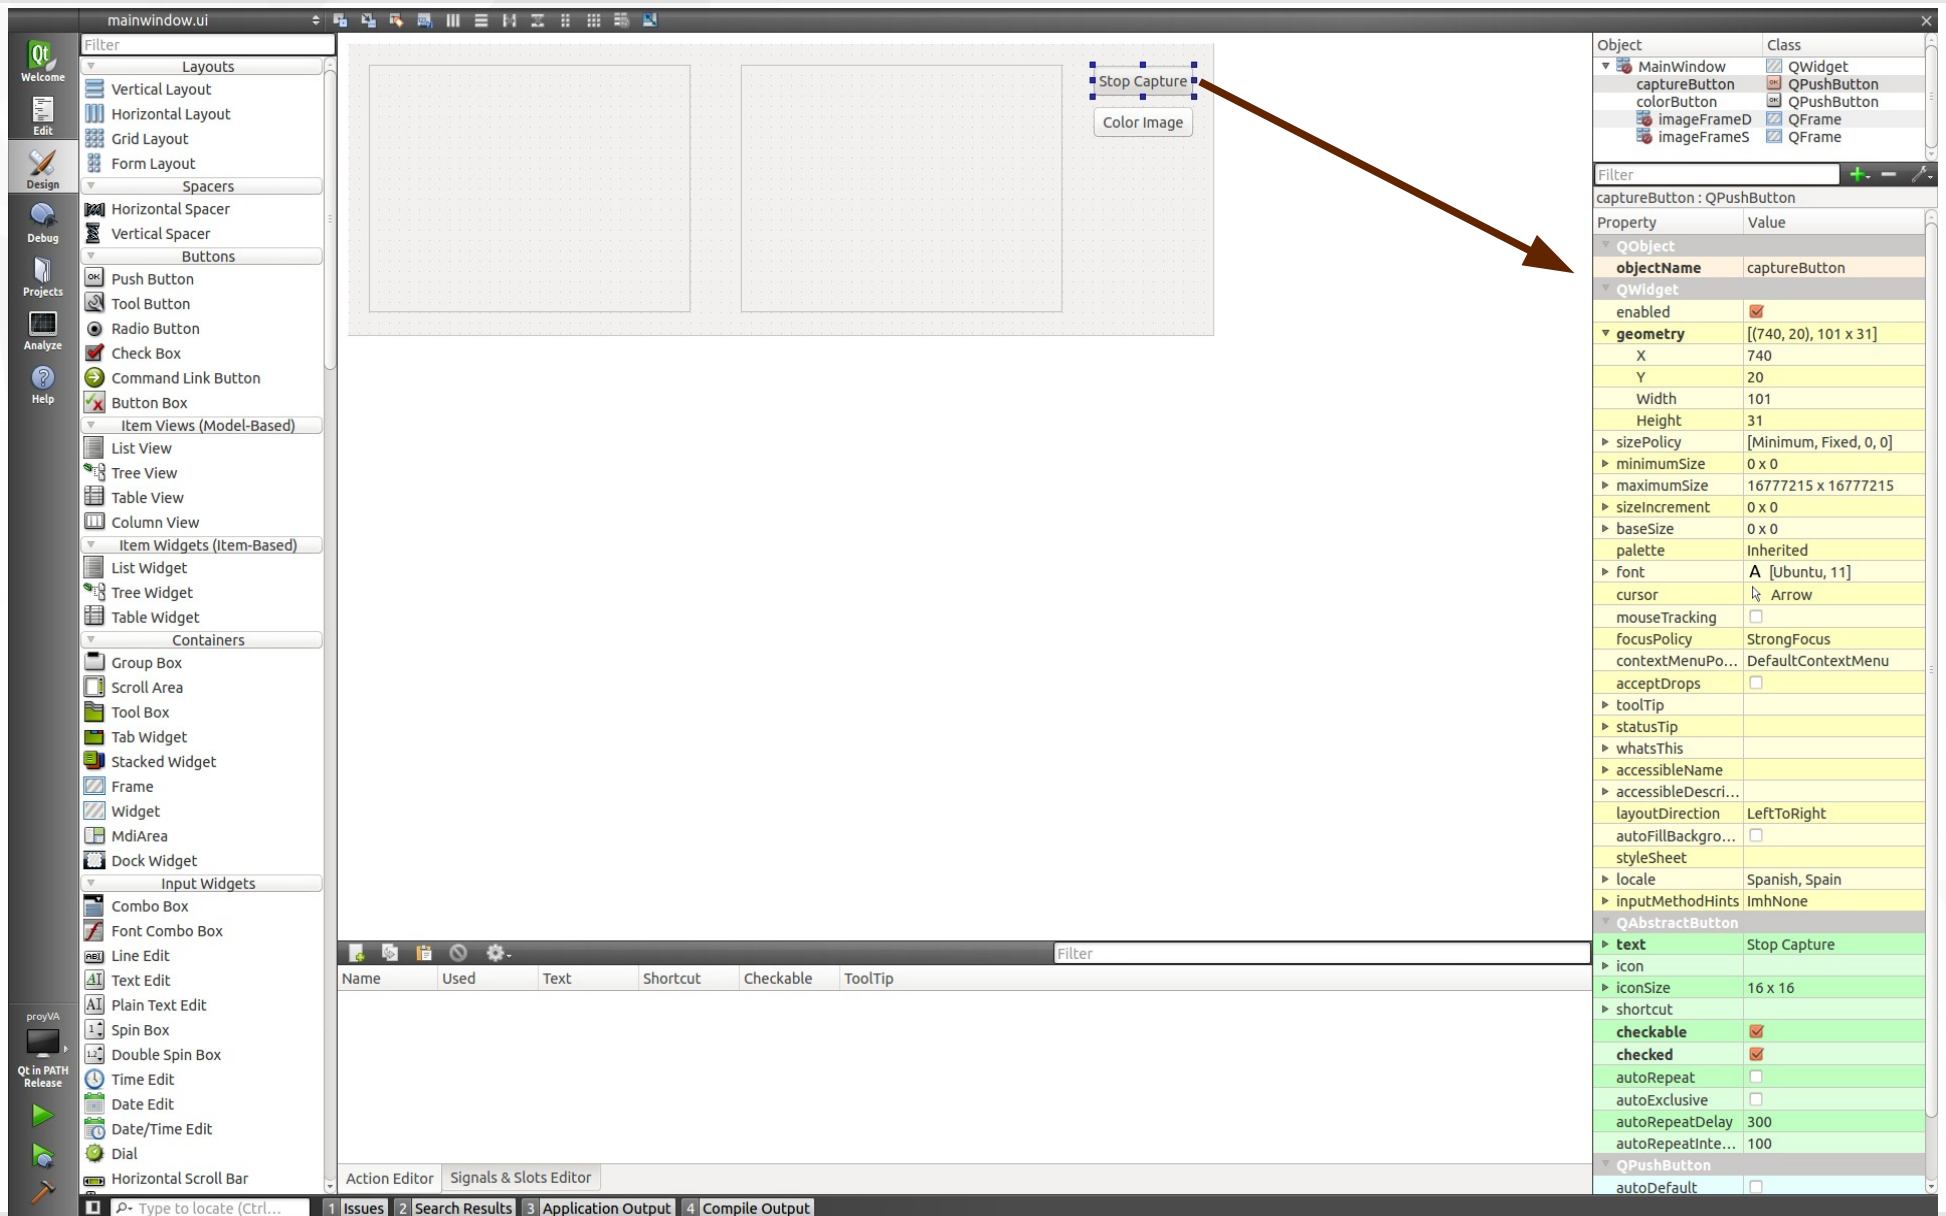 mainwindow.ui
Welcome
Edit
Design
Debug
Projects
Analyze
Help
proyVA
Qt in PATH
Release
Filter
Layouts
Vertical Layout
Horizontal Layout
Grid Layout
Form Layout
Spacers
Horizontal Spacer
Vertical Spacer
Buttons
Push Button
Tool Button
Radio Button
Check Box
Command Link Button
Button Box
Item Views (Model-Based)
List View
Tree View
Table View
Column View
Item Widgets (Item-Based)
List Widget
Tree Widget
Table Widget
Containers
Group Box
Scroll Area
Tool Box
Tab Widget
Stacked Widget
Frame
Widget
MdiArea
Dock Widget
Input Widgets
Combo Box
Font Combo Box
Line Edit
Text Edit
Plain Text Edit
Spin Box
Double Spin Box
Time Edit
Date Edit
Date/Time Edit
Dial
Horizontal Scroll Bar
Stop Capture
Color Image
Filter
Name Used Text Shortcut Checkable ToolTip
Action Editor Signals & Slots Editor
Object Class
MainWindow QWidget
captureButton QPushButton
colorButton QPushButton
imageFrameD QFrame
imageFrameS QFrame
Filter
captureButton : QPushButton
Property Value
QObject
objectName captureButton
QWidget
enabled
geometry [(740, 20), 101 x 31]
X 740
Y 20
Width 101
Height 31
sizePolicy [Minimum, Fixed, 0, 0]
minimumSize 0 x 0
maximumSize 16777215 x 16777215
sizeIncrement 0 x 0
baseSize 0 x 0
palette Inherited
font A [Ubuntu, 11]
cursor Arrow
mouseTracking
focusPolicy StrongFocus
contextMenuPo... DefaultContextMenu
acceptDrops
toolTip
statusTip
whatsThis
accessibleName
accessibleDescri...
layoutDirection LeftToRight
autoFillBackgro...
styleSheet
locale Spanish, Spain
inputMethodHints ImhNone
QAbstractButton
text Stop Capture
icon
iconSize 16 x 16
shortcut
checkable
checked
autoRepeat
autoExclusive
autoRepeatDelay 300
autoRepeatInte... 100
QPushButton
autoDefault
Type to locate (Ctrl... 1 Issues 2 Search Results 3 Application Output 4 Compile Output